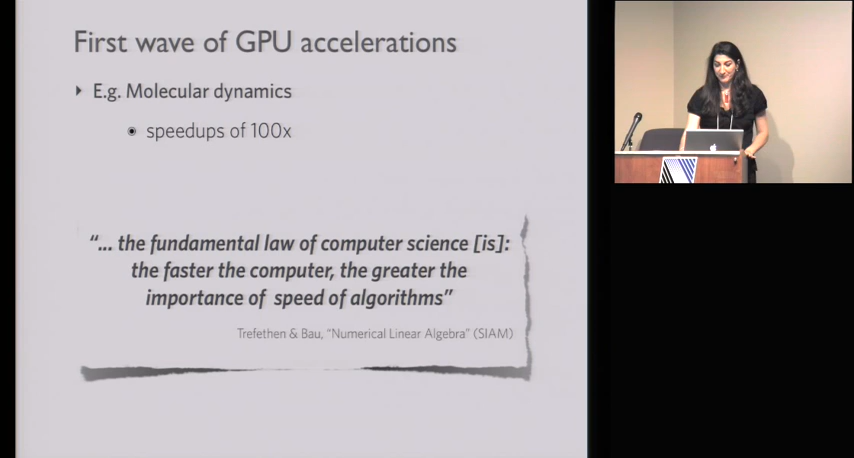 First wave of GPU accelerations
E.g. Molecular dynamics
speedups of 100x
“... the fundamental law of computer science [is]:
the faster the computer, the greater the
importance of speed of algorithms”
Trefethen & Bau, “Numerical Linear Algebra” (SIAM)